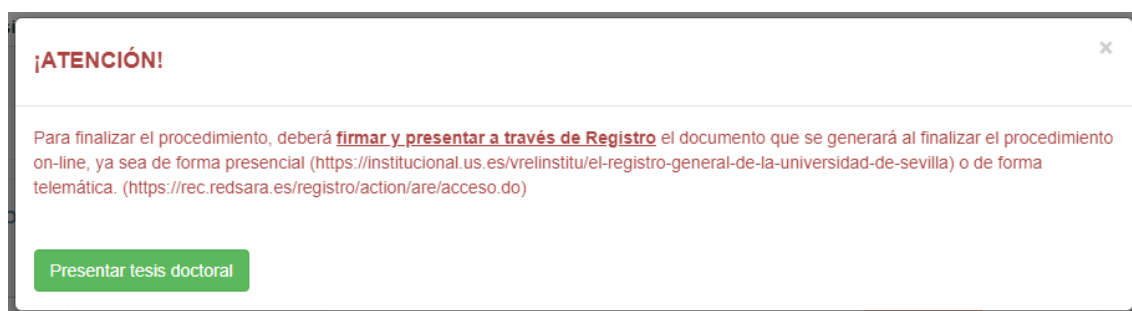 ¡ATENCIÓN!
×
Para finalizar el procedimiento, deberá firmar y presentar a través de Registro el documento que se generará al finalizar el procedimiento
on-line, ya sea de forma presencial (https://institucional.us.es/vrelinstitu/el-registro-general-de-la-universidad-de-sevilla) o de forma
telemática. (https://rec.redsara.es/registro/action/are/acceso.do)
Presentar tesis doctoral